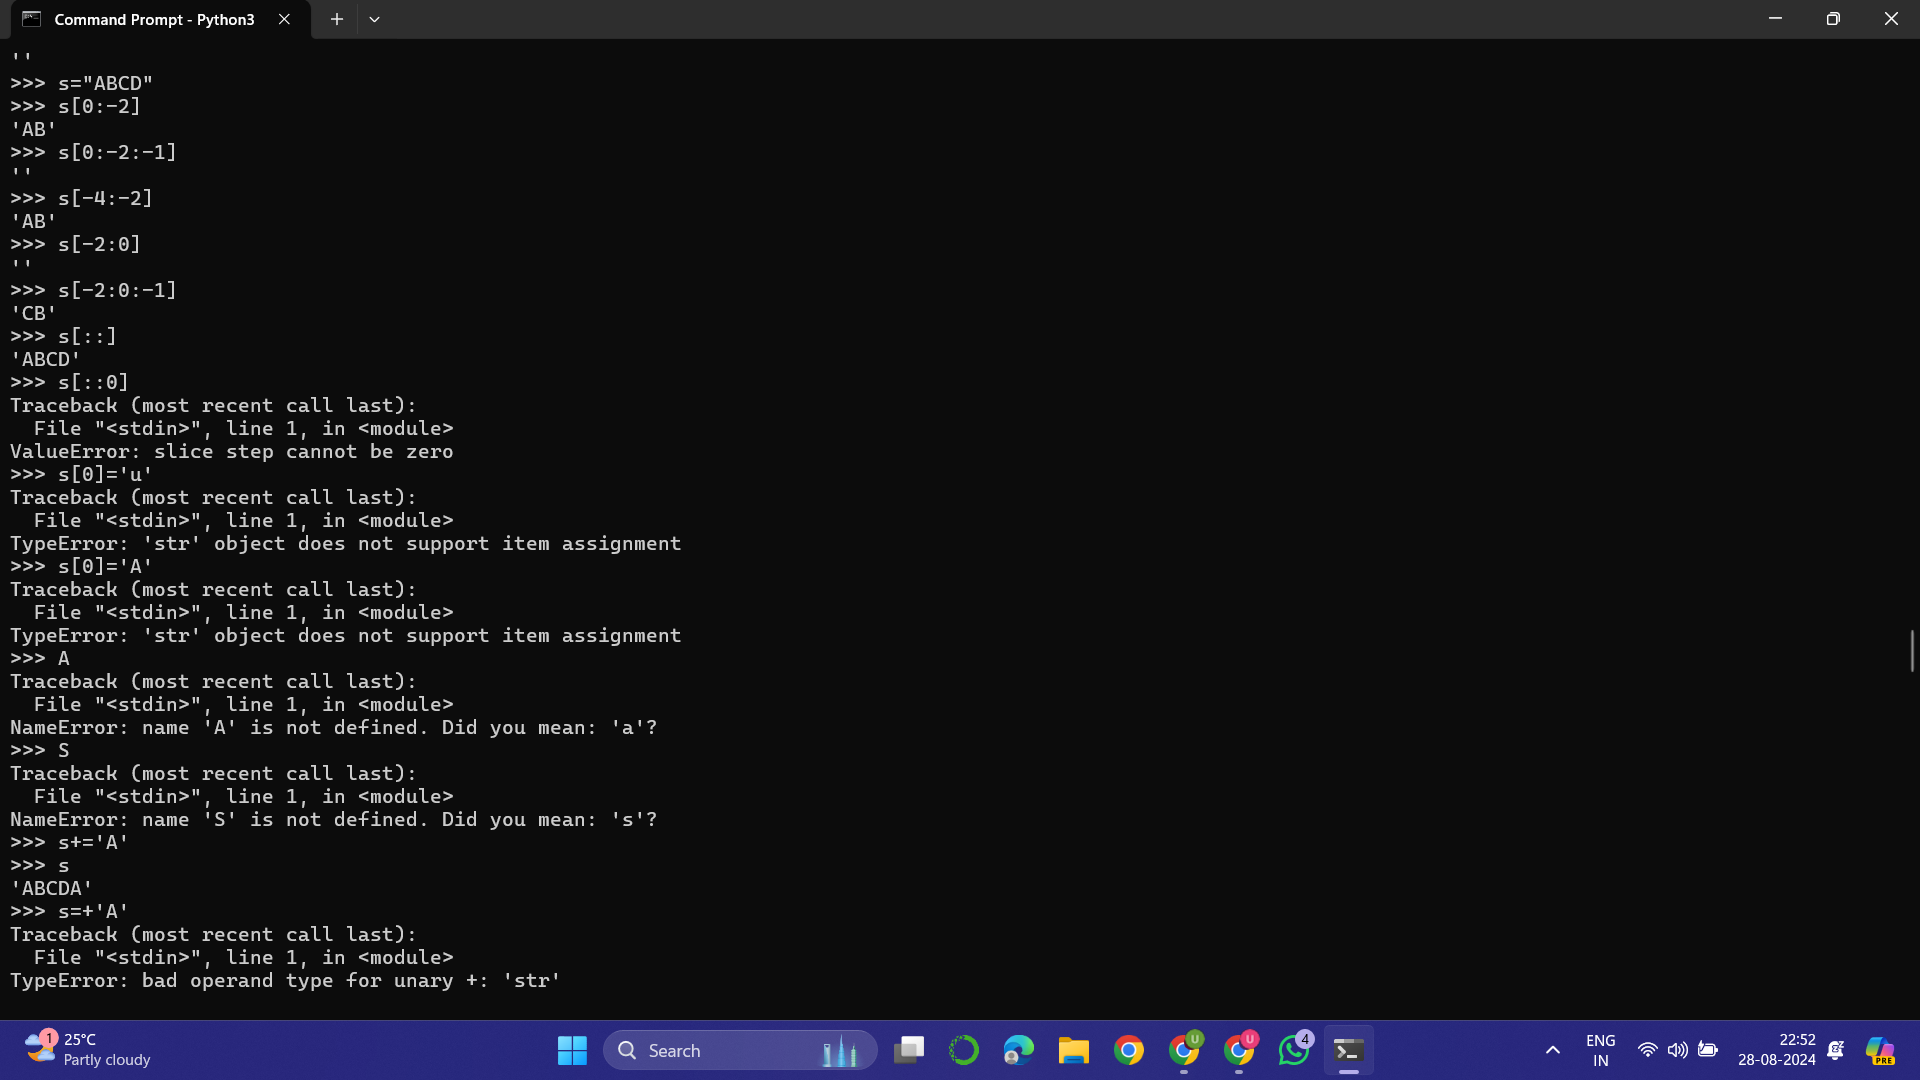 Command Prompt - Python3
''
>>> s="ABCD"
>>> s[0:-2]
'AB'
>>> s[0:-2:-1]
''
>>> s[-4:-2]
'AB'
>>> s[-2:0]
''
>>> s[-2:0:-1]
'CB'
>>> s[::]
'ABCD'
>>> s[::0]
Traceback (most recent call last):
  File "<stdin>", line 1, in <module>
ValueError: slice step cannot be zero
>>> s[0]='u'
Traceback (most recent call last):
  File "<stdin>", line 1, in <module>
TypeError: 'str' object does not support item assignment
>>> s[0]='A'
Traceback (most recent call last):
  File "<stdin>", line 1, in <module>
TypeError: 'str' object does not support item assignment
>>> A
Traceback (most recent call last):
  File "<stdin>", line 1, in <module>
NameError: name 'A' is not defined. Did you mean: 'a'?
>>> S
Traceback (most recent call last):
  File "<stdin>", line 1, in <module>
NameError: name 'S' is not defined. Did you mean: 's'?
>>> s+='A'
>>> s
'ABCDA'
>>> s=+'A'
Traceback (most recent call last):
  File "<stdin>", line 1, in <module>
TypeError: bad operand type for unary +: 'str'
1
25°C
Partly cloudy
Search
U
U
4
ENG
IN
22:52
28-08-2024
PRE